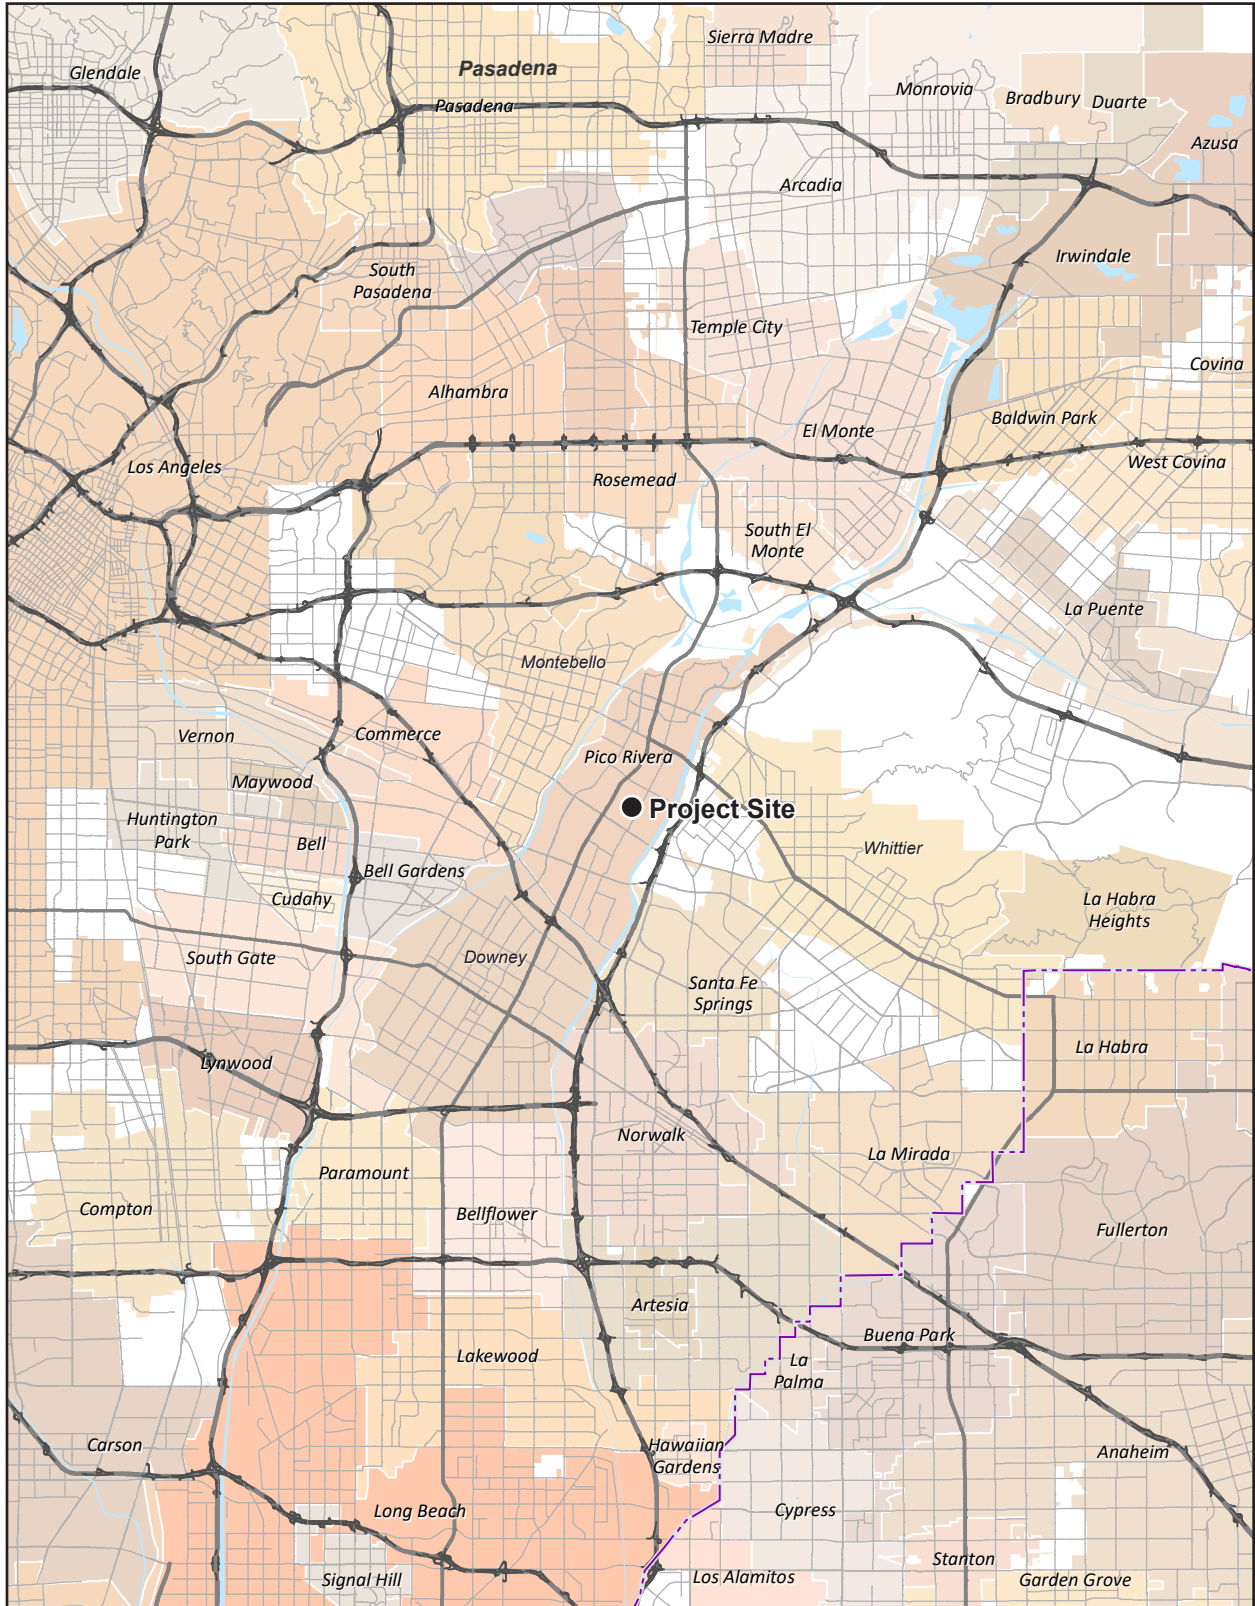 Sierra Madre
Pasadena
Glendale
Monrovia
Bradbury
Duarte
Pasadena
Azusa
Arcadia
Irwindale
South
Pasadena
Temple City
Covina
Alhambra
Baldwin Park
El Monte
West Covina
Los Angeles
Rosemead
South El
Monte
La Puente
Montebello
Vernon
Commerce
Pico Rivera
Maywood
Project Site
Huntington
Park
Bell
Whittier
Bell Gardens
Cudahy
La Habra
Heights
South Gate
Downey
Santa Fe
Springs
La Habra
Lynwood
Norwalk
La Mirada
Paramount
Compton
Bellflower
Fullerton
Artesia
Buena Park
Lakewood
La
Palma
Carson
Hawaiian
Gardens
Anaheim
Long Beach
Cypress
Stanton
Signal Hill
Los Alamitos
Garden Grove